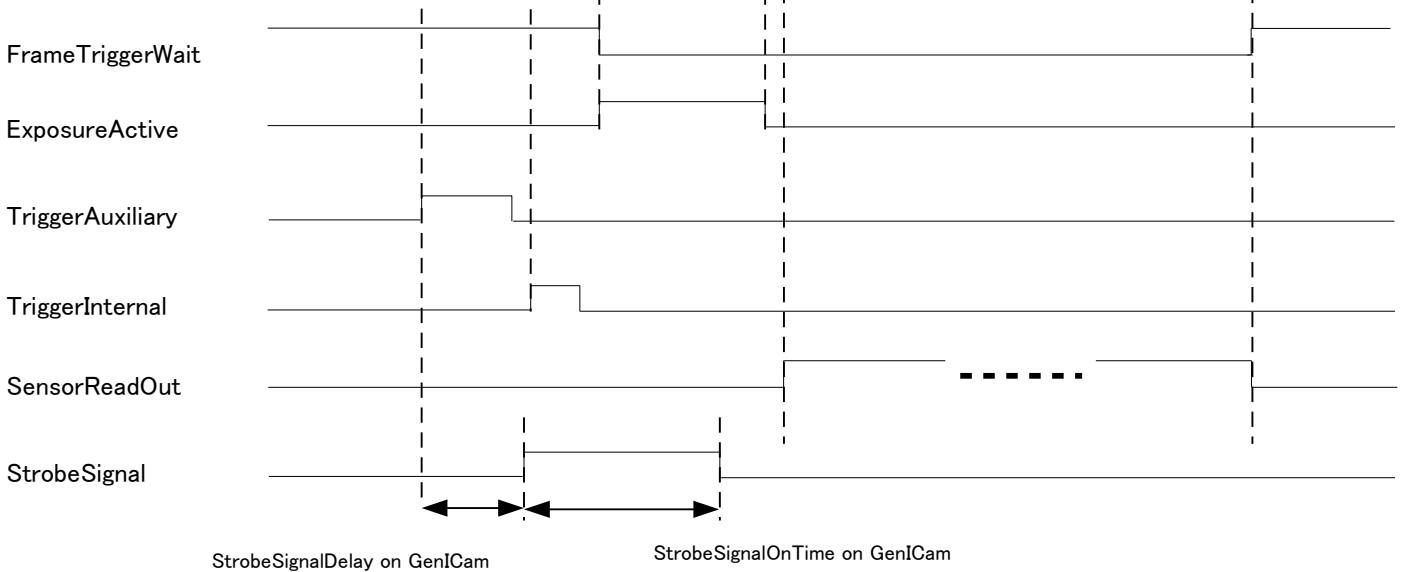 FrameTriggerWait
ExposureActive
TriggerAuxiliary
TriggerInternal
SensorReadOut
StrobeSignal
StrobeSignalDelay on GenICam
StrobeSignalOnTime on GenICam